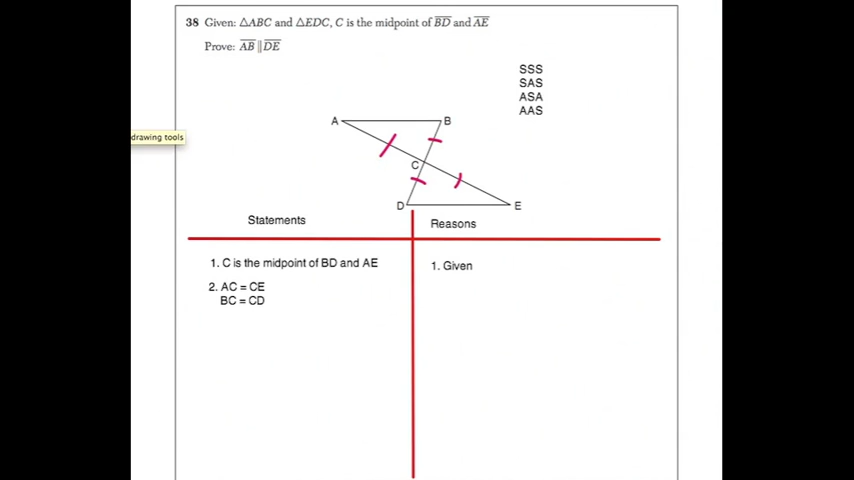 38 Given: △ABC and △EDC, C is the midpoint of BD and AE
Prove: AB ∥ DE
SSS
SAS
ASA
AAS
drawing tools
A
B
C
D
E
Statements
Reasons
1. C is the midpoint of BD and AE
1. Given
2. AC = CE
BC = CD